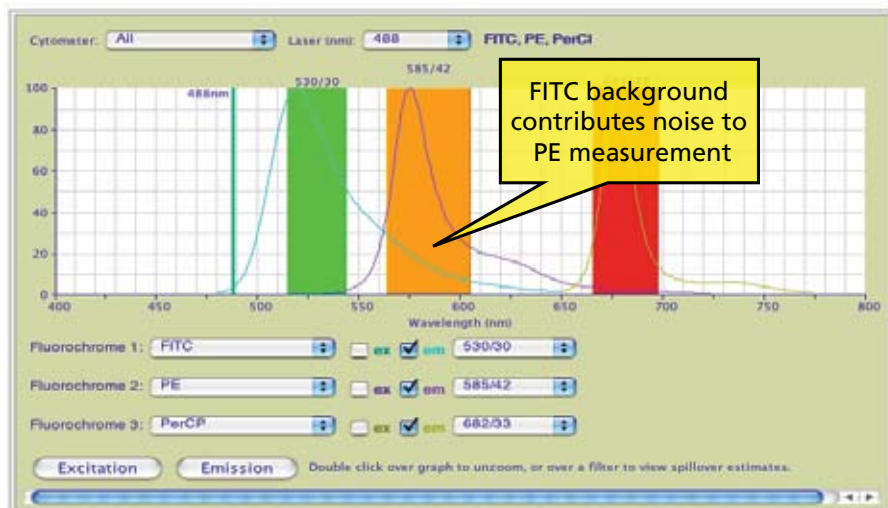 Cytometer: All Laser (nm): 488 FITC, PE, PerCl
585/42
530/30
488nm
FITC background
contributes noise to
PE measurement
100
80
60
40
20
0
400 450 500 550 600 650 700 750 800
Wavelength (nm)
Fluorochrome 1: FITC ex em 530/30
Fluorochrome 2: PE ex em 585/42
Fluorochrome 3: PerCP ex em 682/33
Excitation Emission Double click over graph to unzoom, or over a filter to view spillover estimates.